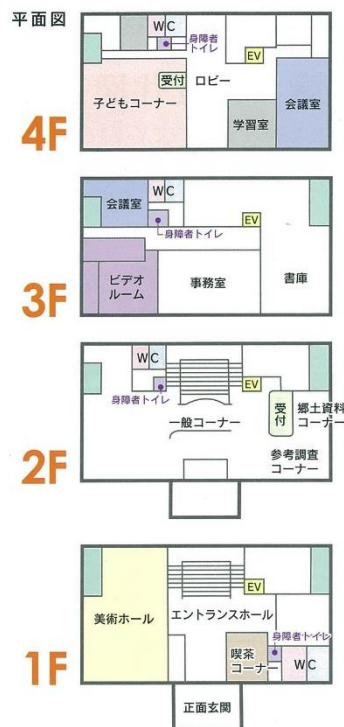 平面図
4F
WC
身障者
トイレ
EV
受付
ロビー
子どもコーナー
学習室
会議室
3F
会議室
WC
身障者トイレ
EV
ビデオ
ルーム
事務室
書庫
2F
WC
身障者トイレ
EV
一般コーナー
受付
郷土資料
コーナー
参考調査
コーナー
1F
美術ホール
エントランスホール
EV
喫茶
コーナー
身障者トイレ
WC
正面玄関